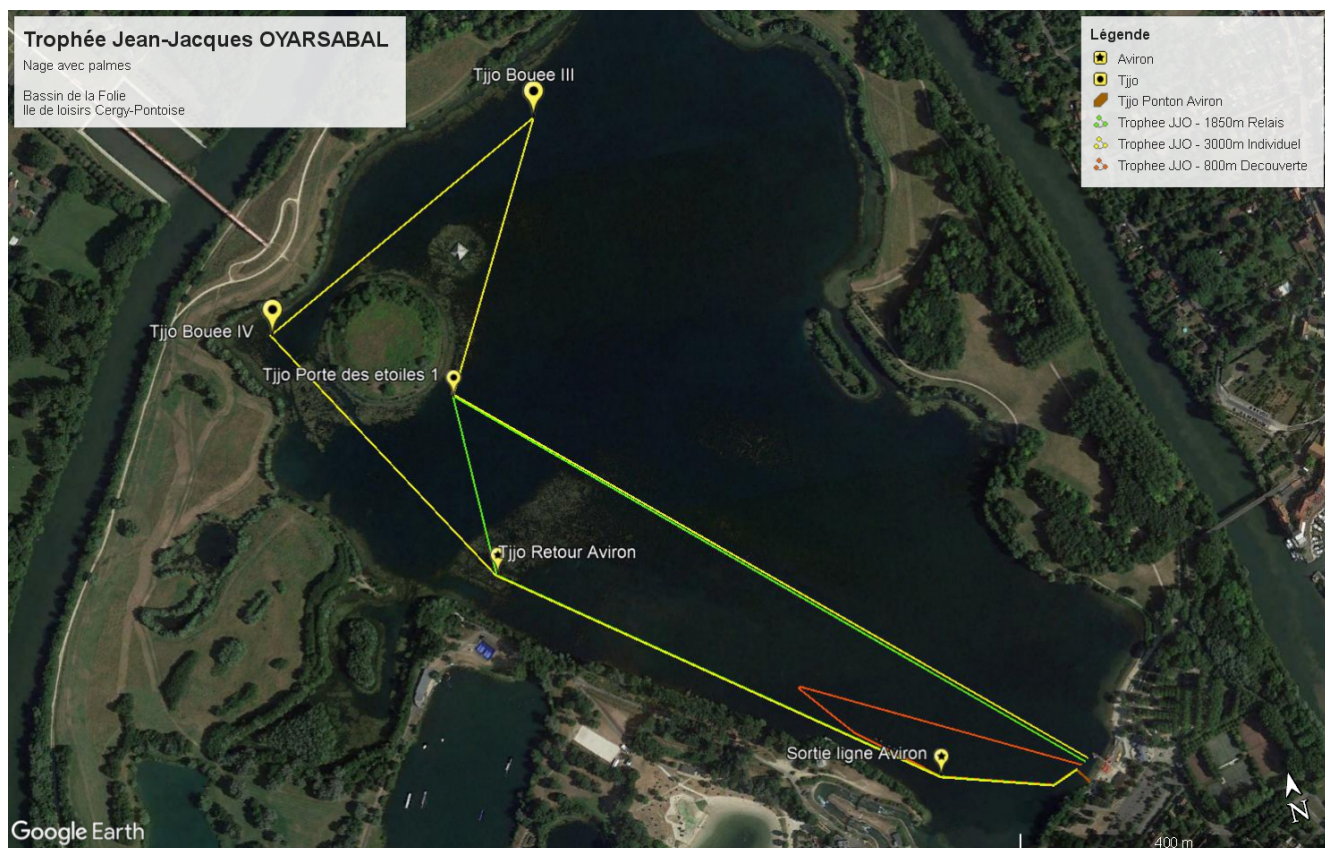 Trophée Jean-Jacques OYARSABAL
Nage avec palmes
Bassin de la Folie
Ile de loisirs Cergy-Pontoise
Légende
Aviron
Tjjo
Tjjo Ponton Aviron
Trophee JJO - 1850m Relais
Trophee JJO - 3000m Individuel
Trophee JJO - 800m Decouverte
Tjjo Bouee III
Tjjo Bouee IV
Tjjo Porte des etoiles 1
Tjjo Retour Aviron
Sortie ligne Aviron
N
Google Earth
400 m